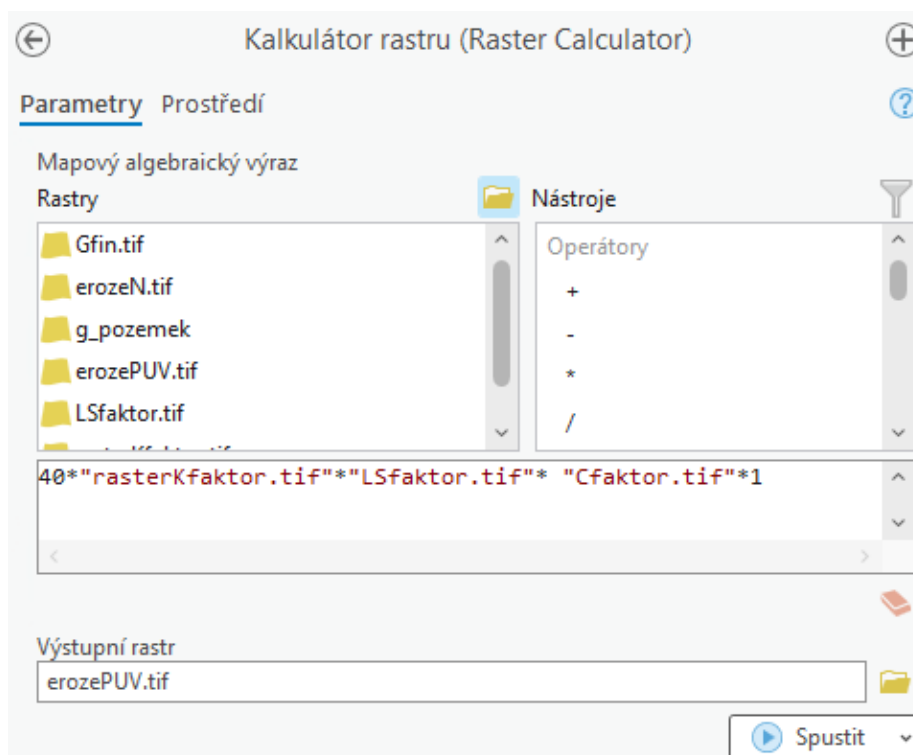 Kalkulátor rastru (Raster Calculator)
Parametry Prostředí
Mapový algebraický výraz
Rastry
Nástroje
Gfin.tif
erozeN.tif
g_pozemek
erozePUV.tif
LSfaktor.tif
Operátory
+
-
*
/
40*"rasterKfaktor.tif"*"LSfaktor.tif"* "Cfaktor.tif"*1
Výstupní rastr
erozePUV.tif
Spustit